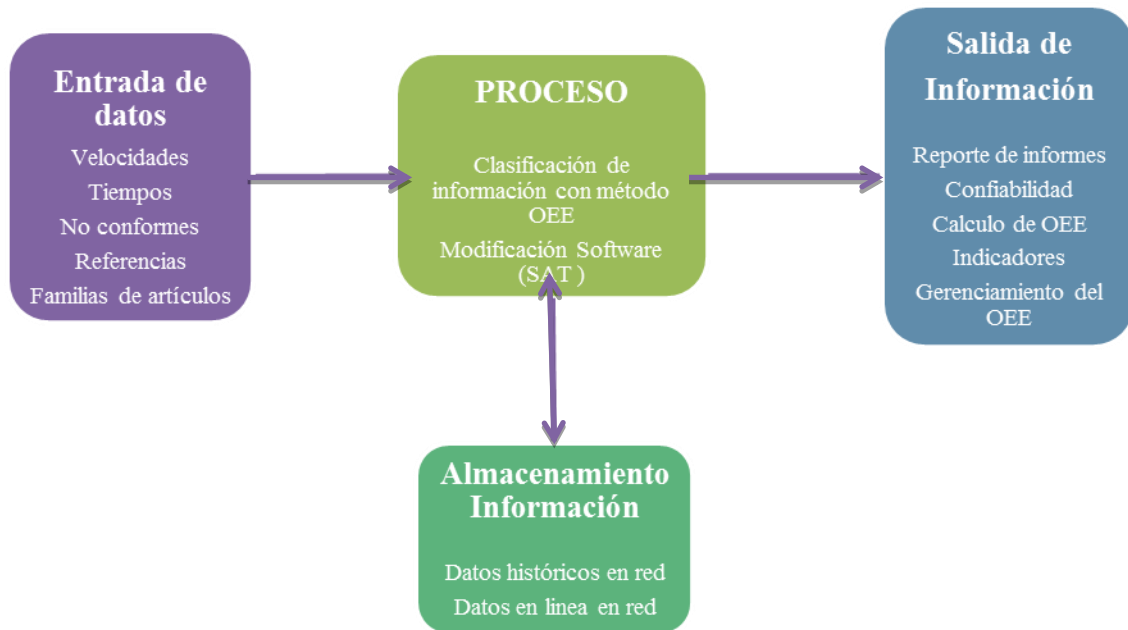 Entrada de
datos
Velocidades
Tiempos
No conformes
Referencias
Familias de artículos
PROCESO
Clasificación de
información con método
OEE
Modificación Software
(SAT )
Salida de
Información
Reporte de informes
Confiabilidad
Calculo de OEE
Indicadores
Gerenciamiento del
OEE
Almacenamiento
Información
Datos históricos en red
Datos en linea en red